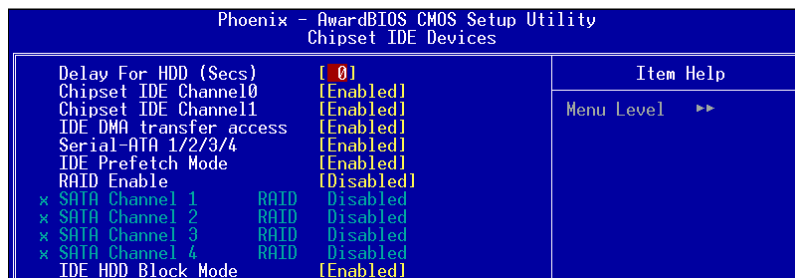 Phoenix - AwardBIOS CMOS Setup Utility
Chipset IDE Devices
Delay For HDD (Secs) [ 0]
Chipset IDE Channel0 [Enabled]
Chipset IDE Channel1 [Enabled]
IDE DMA transfer access [Enabled]
Serial-ATA 1/2/3/4 [Enabled]
IDE Prefetch Mode [Enabled]
RAID Enable [Disabled]
x SATA Channel 1 RAID Disabled
x SATA Channel 2 RAID Disabled
x SATA Channel 3 RAID Disabled
x SATA Channel 4 RAID Disabled
IDE HDD Block Mode [Enabled]
Item Help
Menu Level ►►